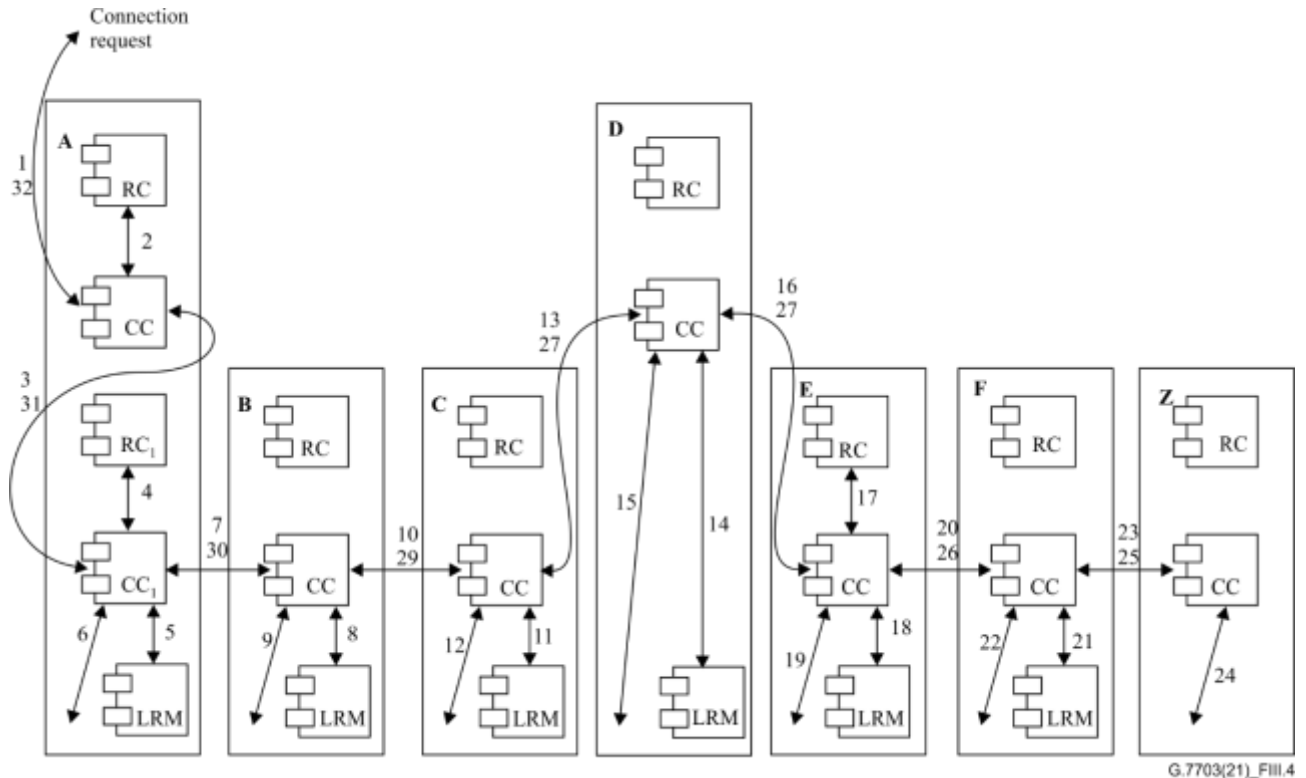 Connection
request
A
D
RC
RC
1
32
2
CC
CC
13
27
16
27
3
31
B
C
E
F
Z
RC₁
RC
RC
RC
RC
RC
4
15
14
17
7
30
10
29
20
26
23
25
CC₁
CC
CC
CC
CC
CC
6
5
9
8
12
11
19
18
22
21
24
LRM
LRM
LRM
LRM
LRM
LRM
G.7703(21)_FIII.4